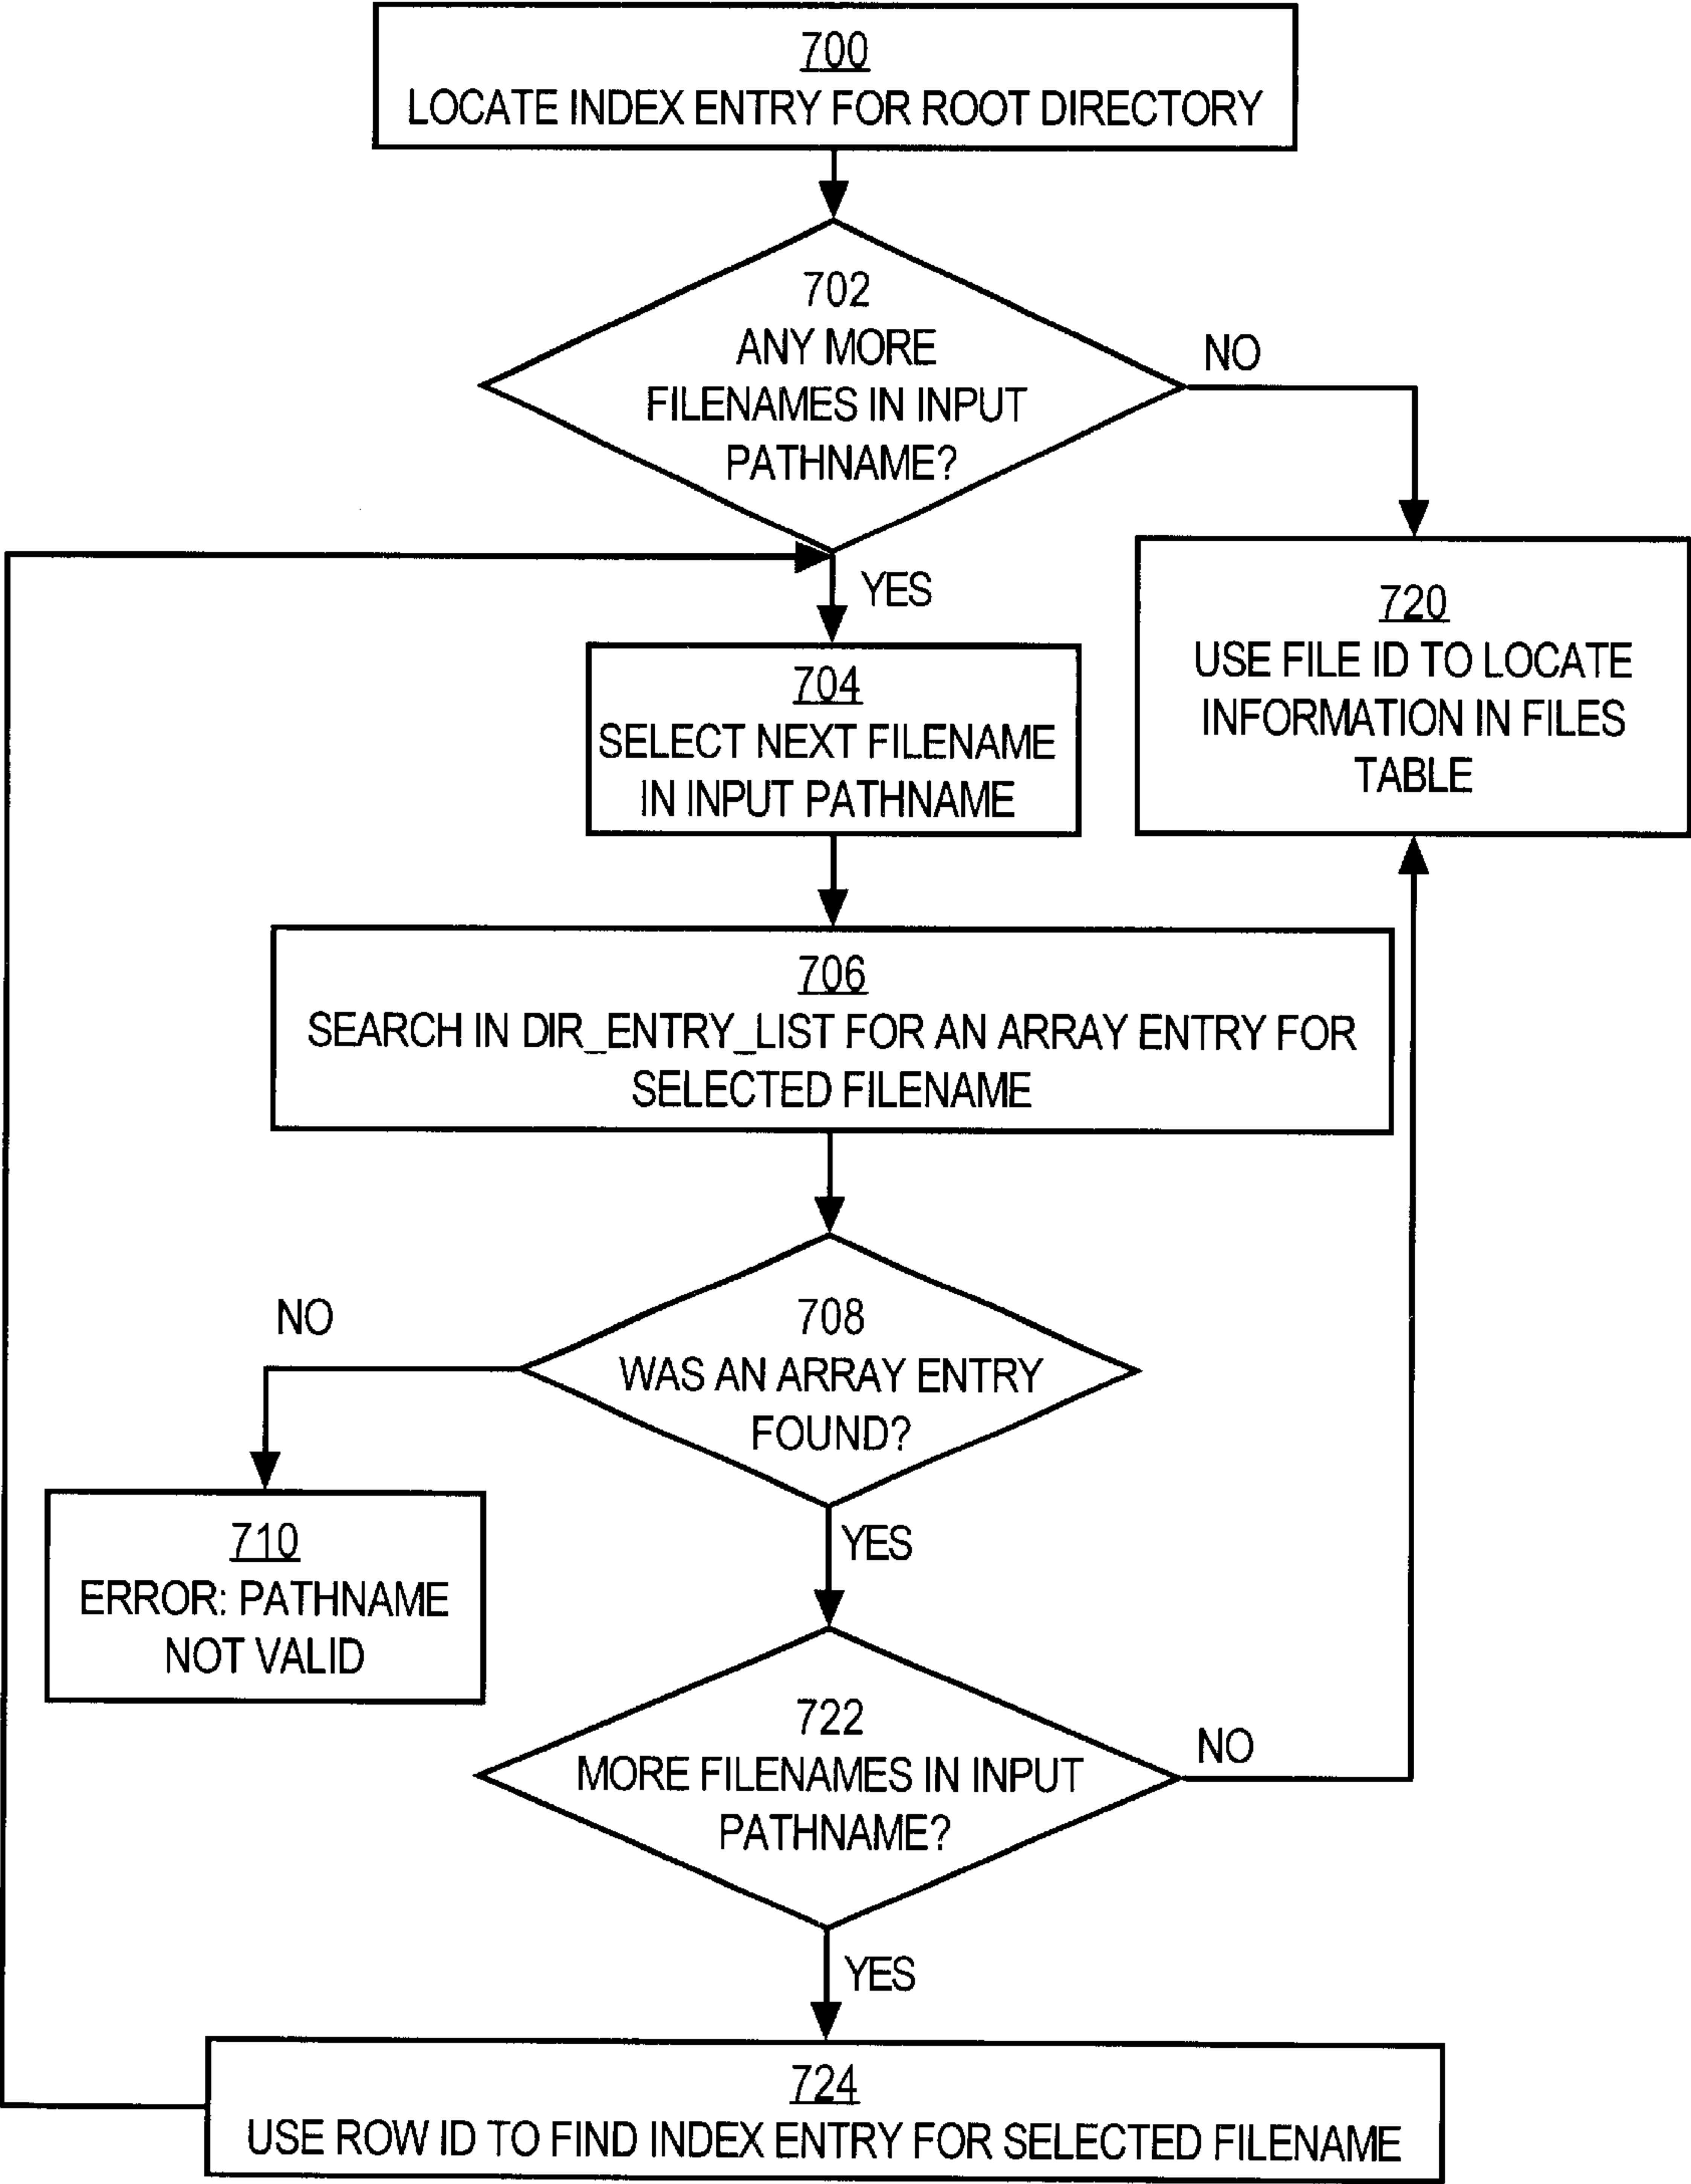 700
LOCATE INDEX ENTRY FOR ROOT DIRECTORY
702
ANY MORE
FILENAMES IN INPUT
PATHNAME?
NO
YES
720
USE FILE ID TO LOCATE
INFORMATION IN FILES
TABLE
704
SELECT NEXT FILENAME
IN INPUT PATHNAME
706
SEARCH IN DIR_ENTRY_LIST FOR AN ARRAY ENTRY FOR
SELECTED FILENAME
708
WAS AN ARRAY ENTRY
FOUND?
NO
YES
710
ERROR: PATHNAME
NOT VALID
722
MORE FILENAMES IN INPUT
PATHNAME?
NO
YES
724
USE ROW ID TO FIND INDEX ENTRY FOR SELECTED FILENAME